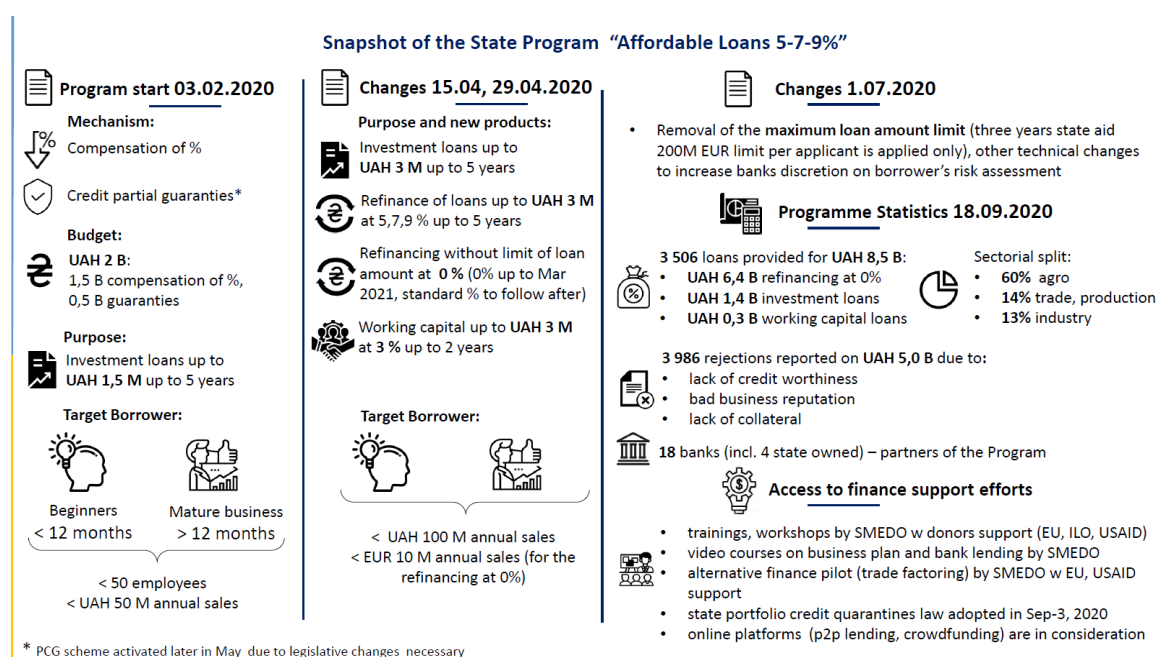 Snapshot of the State Program “Affordable Loans 5-7-9%”
Program start 03.02.2020
Mechanism:
%
Compensation of %
Credit partial guaranties*
Budget:
UAH 2 B:
1,5 B compensation of %,
0,5 B guaranties
Purpose:
Investment loans up to
UAH 1,5 M up to 5 years
Target Borrower:
Beginners
< 12 months
Mature business
> 12 months
< 50 employees
< UAH 50 M annual sales
* PCG scheme activated later in May due to legislative changes necessary
Changes 15.04, 29.04.2020
Purpose and new products:
Investment loans up to
UAH 3 M up to 5 years
Refinance of loans up to UAH 3 M
at 5,7,9 % up to 5 years
Refinancing without limit of loan
amount at 0 % (0% up to Mar
2021, standard % to follow after)
Working capital up to UAH 3 M
at 3 % up to 2 years
Target Borrower:
< UAH 100 M annual sales
< EUR 10 M annual sales (for the
refinancing at 0%)
Changes 1.07.2020
• Removal of the maximum loan amount limit (three years state aid
200M EUR limit per applicant is applied only), other technical changes
to increase banks discretion on borrower’s risk assessment
Programme Statistics 18.09.2020
3 506 loans provided for UAH 8,5 B:
• UAH 6,4 B refinancing at 0%
• UAH 1,4 B investment loans
• UAH 0,3 B working capital loans
Sectorial split:
• 60% agro
• 14% trade, production
• 13% industry
3 986 rejections reported on UAH 5,0 B due to:
• lack of credit worthiness
• bad business reputation
• lack of collateral
18 banks (incl. 4 state owned) – partners of the Program
Access to finance support efforts
• trainings, workshops by SMEDO w donors support (EU, ILO, USAID)
• video courses on business plan and bank lending by SMEDO
• alternative finance pilot (trade factoring) by SMEDO w EU, USAID
support
• state portfolio credit quarantines law adopted in Sep-3, 2020
• online platforms (p2p lending, crowdfunding) are in consideration